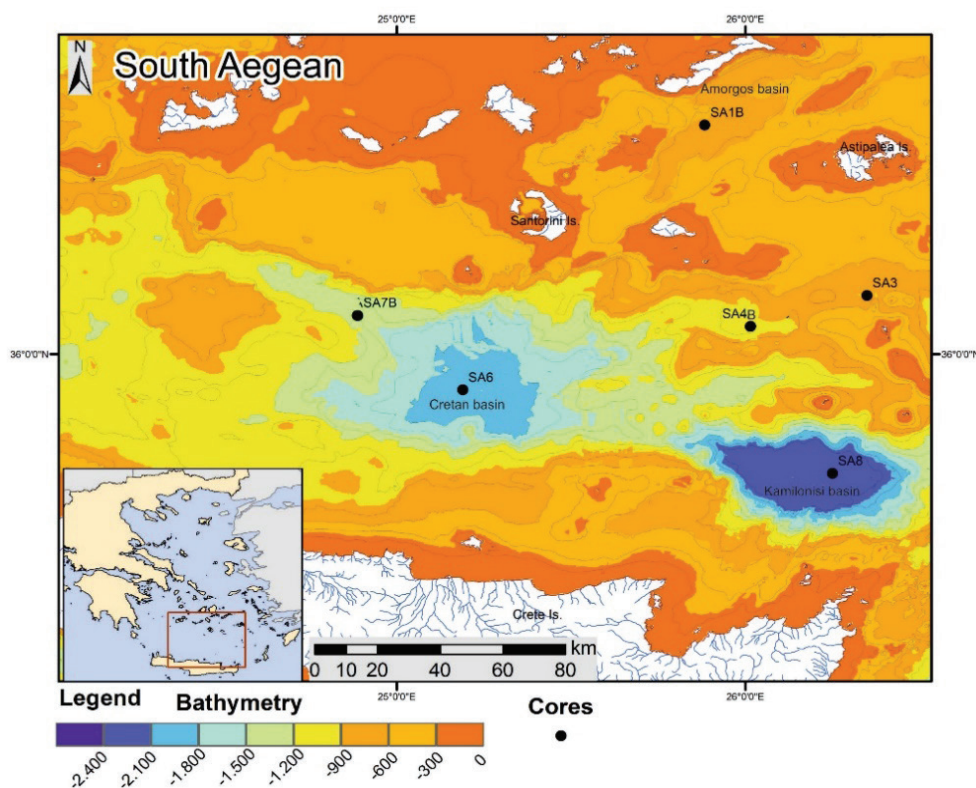 25°0'0"E 26°0'0"E
N
South Aegean
Amorgos basin
SA1B
Astipalea Is.
Santorini Is.
SA3
SA7B
SA4B
36°0'0"N 36°0'0"N
SA6
Cretan basin
SA8
Kamilonisi basin
Crete Is.
0 10 20 40 60 80 km
25°0'0"E 26°0'0"E
Legend Bathymetry Cores
-2.400 -2.100 -1.800 -1.500 -1.200 -900 -600 -300 0